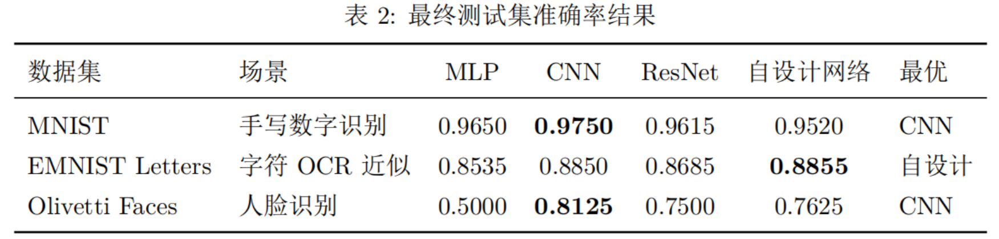 表 2: 最终测试集准确率结果
数据集 场景 MLP CNN ResNet 自设计网络 最优
MNIST 手写数字识别 0.9650 0.9750 0.9615 0.9520 CNN
EMNIST Letters 字符 OCR 近似 0.8535 0.8850 0.8685 0.8855 自设计
Olivetti Faces 人脸识别 0.5000 0.8125 0.7500 0.7625 CNN